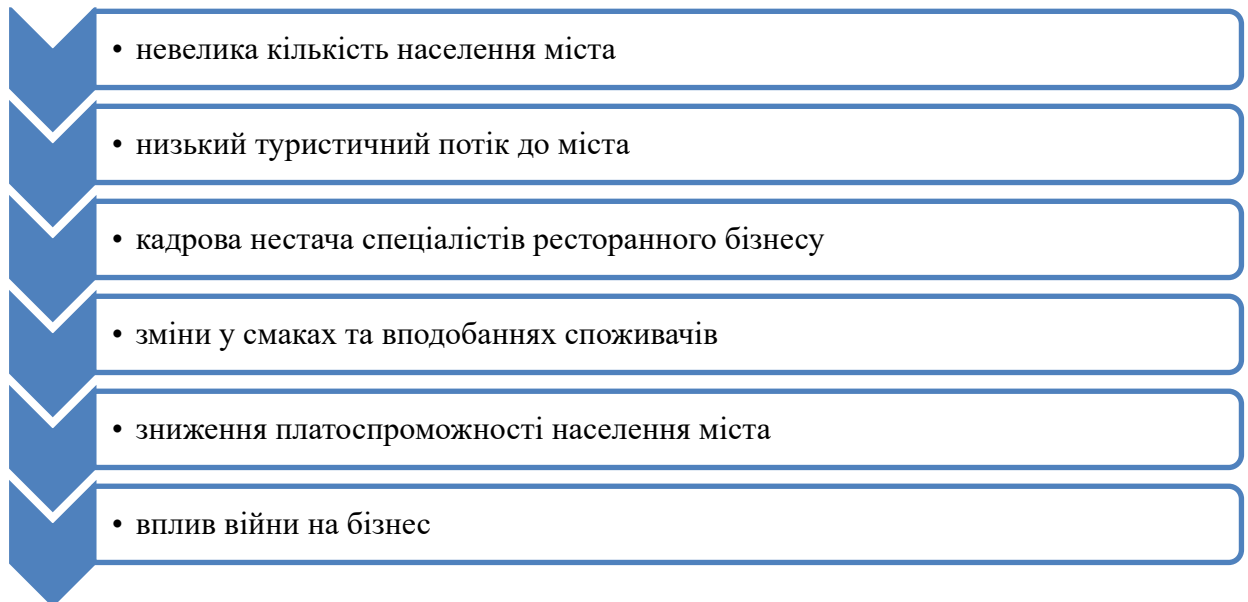 • невелика кількість населення міста
• низький туристичний потік до міста
• кадрова нестача спеціалістів ресторанного бізнесу
• зміни у смаках та вподобаннях споживачів
• зниження платоспроможності населення міста
• вплив війни на бізнес